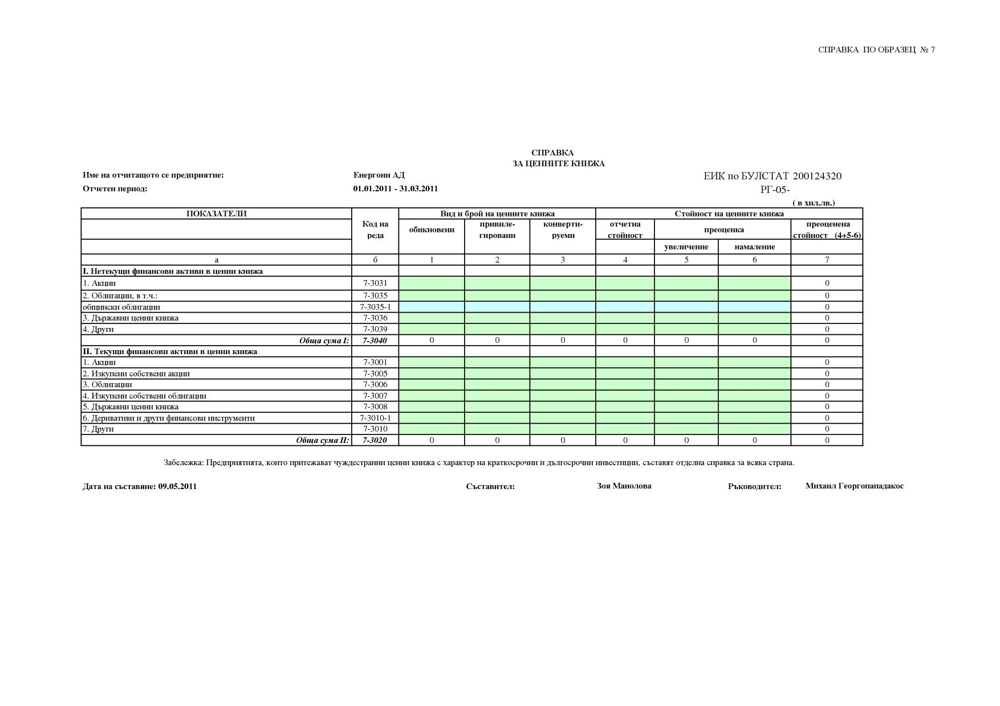 СПРАВКА ПО ОБРАЗЕЦ № 7
СПРАВКА
ЗА ЦЕННИТЕ КНИЖА
Име на отчитащото се предприятие: Енергони АД ЕИК по БУЛСТАТ 200124320
Отчетен период: 01.01.2011 - 31.03.2011 РГ-05-
( в хил.лв.)
ПОКАЗАТЕЛИ Код на реда Вид и брой на ценните книжа Стойност на ценните книжа
обикновени привиле-гировани конверти-руеми отчетна стойност преоценка преоценена стойност (4+5-6)
увеличение намаление
а б 1 2 3 4 5 6 7
I. Нетекущи финансови активи в ценни книжа
1. Акции 7-3031 0
2. Облигации, в т.ч.: 7-3035 0
общински облигации 7-3035-1 0
3. Държавни ценни книжа 7-3036 0
4. Други 7-3039 0
Обща сума I: 7-3040 0 0 0 0 0 0 0
II. Текущи финансови активи в ценни книжа
1. Акции 7-3001 0
2. Изкупени собствени акции 7-3005 0
3. Облигации 7-3006 0
4. Изкупени собствени облигации 7-3007 0
5. Държавни ценни книжа 7-3008 0
6. Деривативи и други финансови инструменти 7-3010-1 0
7. Други 7-3010 0
Обща сума II: 7-3020 0 0 0 0 0 0 0
Забележка: Предприятията, които притежават чуждестранни ценни книжа с характер на краткосрочни и дългосрочни инвестиции, съставят отделна справка за всяка страна.
Дата на съставяне: 09.05.2011 Съставител: Зоя Манолова Ръководител: Михаил Георгопападакос